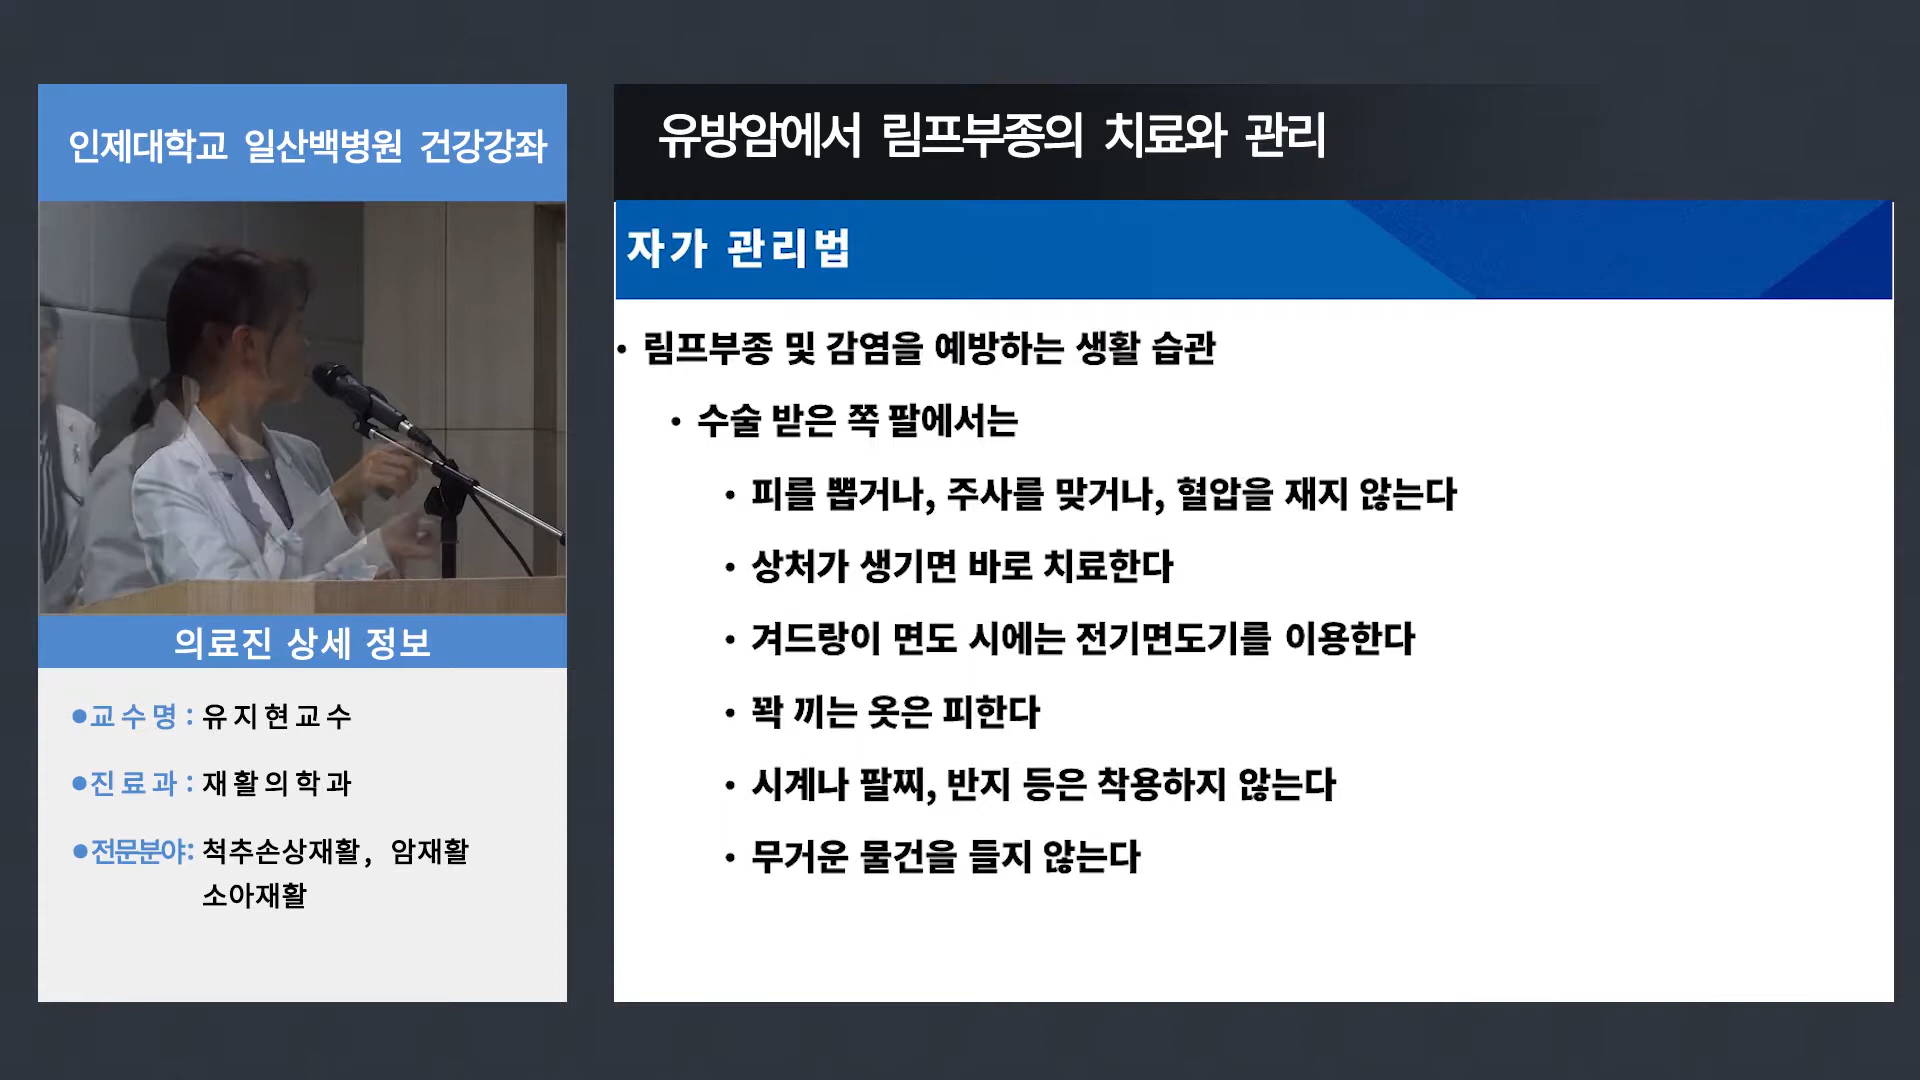 인제대학교 일산백병원 건강강좌
의료진 상세 정보
●교수명: 유지현교수
●진료과: 재활의학과
●전문분야: 척추손상재활, 암재활
소아재활
유방암에서 림프부종의 치료와 관리
자가 관리법
• 림프부종 및 감염을 예방하는 생활 습관
• 수술 받은 쪽 팔에서는
• 피를 뽑거나, 주사를 맞거나, 혈압을 재지 않는다
• 상처가 생기면 바로 치료한다
• 겨드랑이 면도 시에는 전기면도기를 이용한다
• 꽉 끼는 옷은 피한다
• 시계나 팔찌, 반지 등은 착용하지 않는다
• 무거운 물건을 들지 않는다